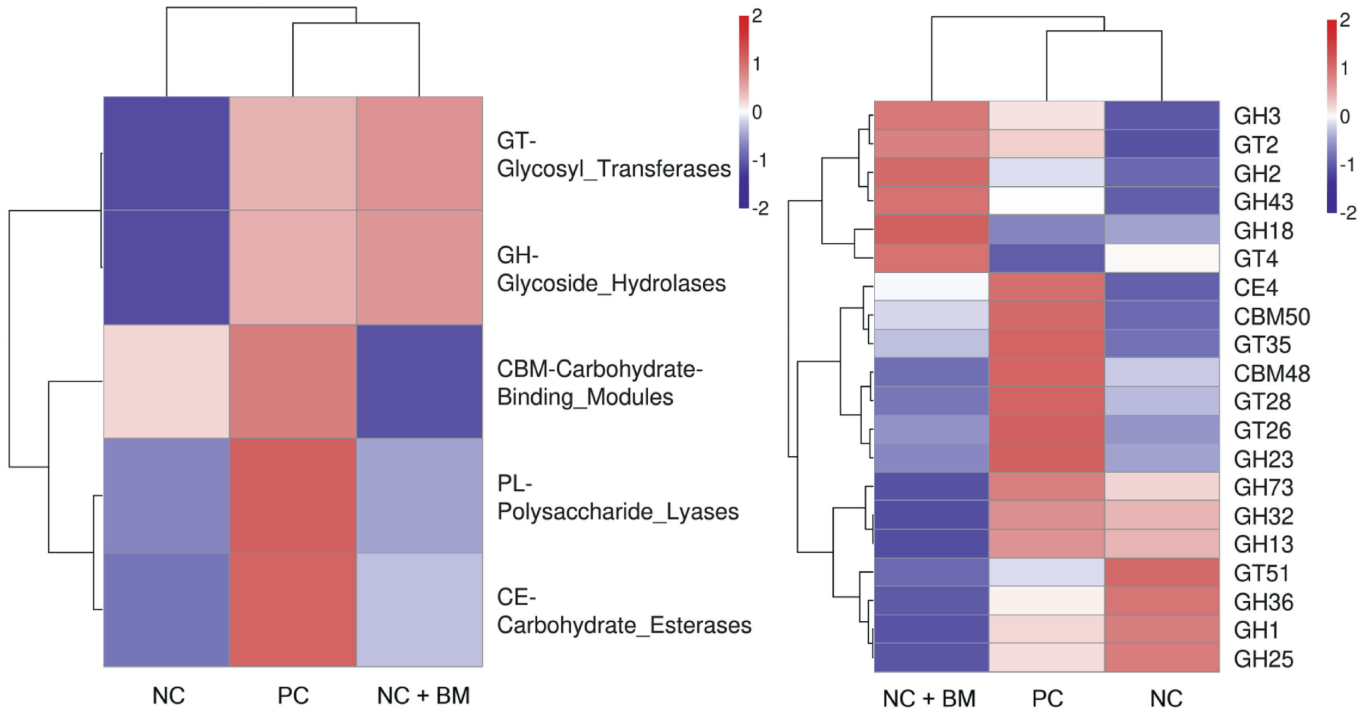 2
1
0
-1
-2
GT-
Glycosyl_Transferases
GH-
Glycoside_Hydrolases
CBM-Carbohydrate-
Binding_Modules
PL-
Polysaccharide_Lyases
CE-
Carbohydrate_Esterases
NC PC NC + BM
2
1
0
-1
-2
GH3
GT2
GH2
GH43
GH18
GT4
CE4
CBM50
GT35
CBM48
GT28
GT26
GH23
GH73
GH32
GH13
GT51
GH36
GH1
GH25
NC + BM PC NC